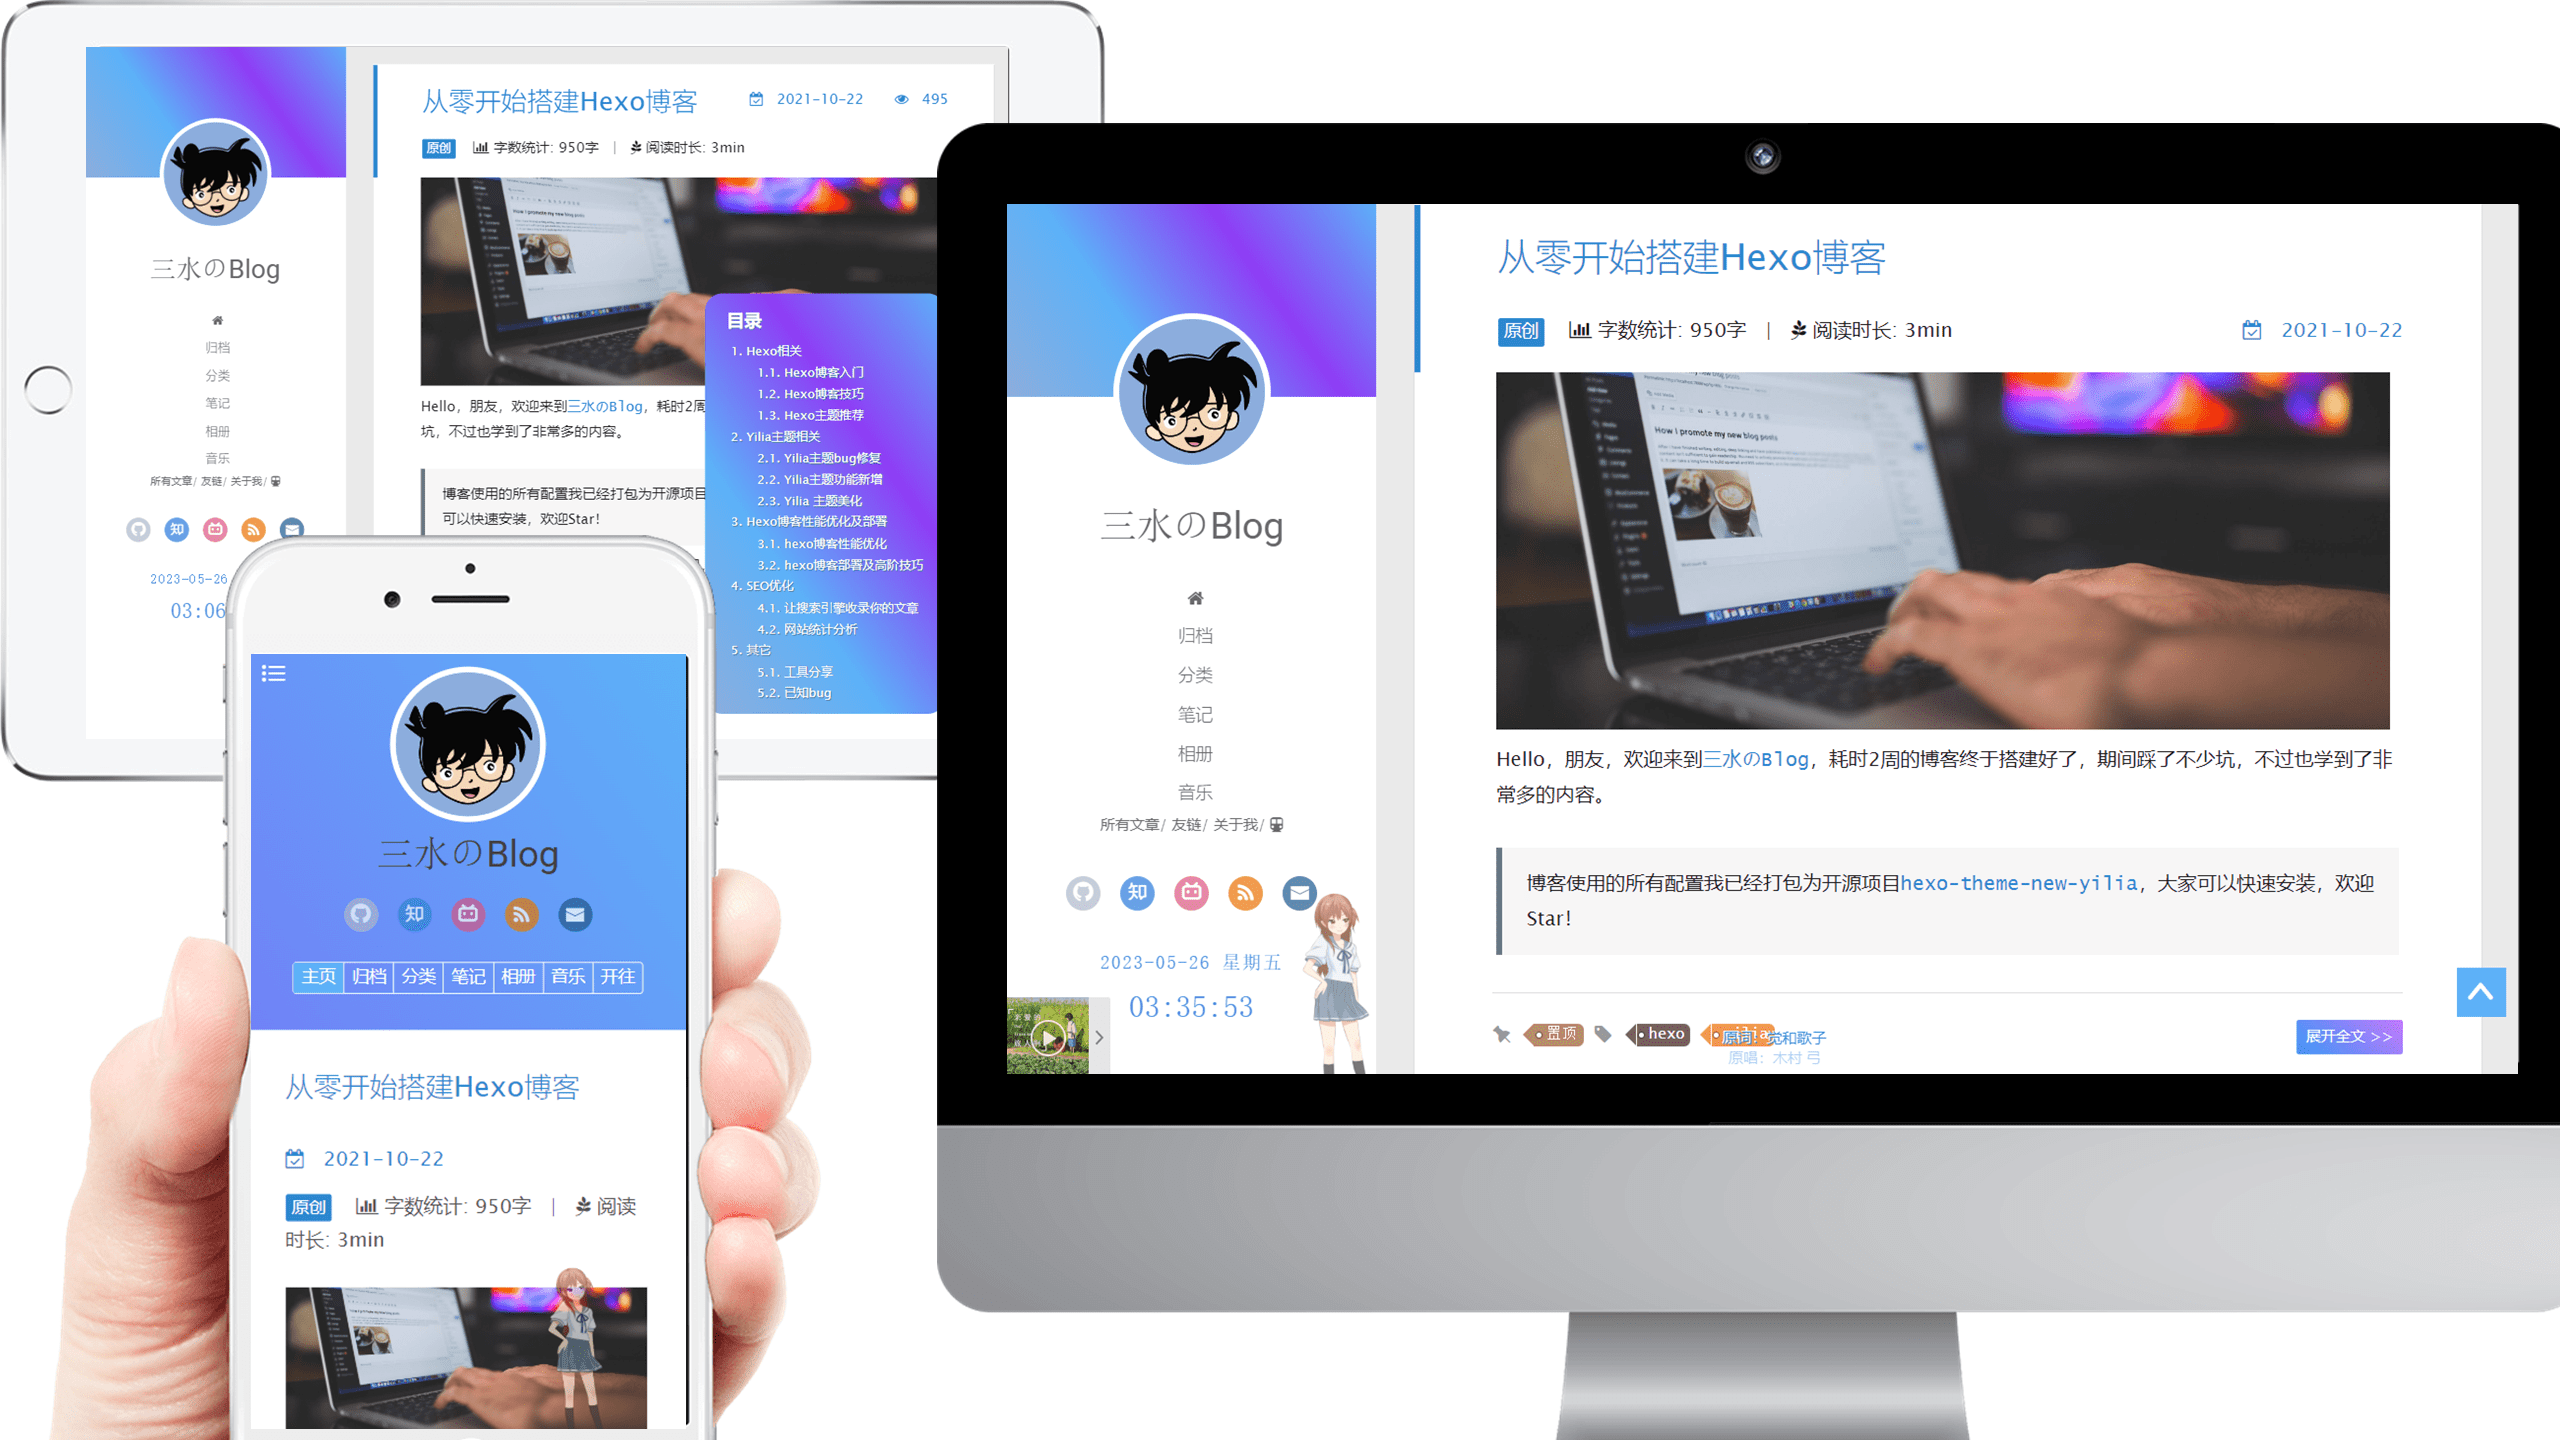 从零开始搭建Hexo博客
2021-10-22
495
原创 字数统计: 950字 | 阅读时长: 3min
How I promote my new blog posts
三水のBlog
归档
分类
笔记
相册
音乐
所有文章/ 友链/ 关于我/
知
2023-05-26
03:06
Hello，朋友，欢迎来到三水のBlog，耗时2周
坑，不过也学到了非常多的内容。
博客使用的所有配置我已经打包为开源项目
可以快速安装，欢迎Star！
目录
1. Hexo相关
1.1. Hexo博客入门
1.2. Hexo博客技巧
1.3. Hexo主题推荐
2. Yilia主题相关
2.1. Yilia主题bug修复
2.2. Yilia主题功能新增
2.3. Yilia 主题美化
3. Hexo博客性能优化及部署
3.1. hexo博客性能优化
3.2. hexo博客部署及高阶技巧
4. SEO优化
4.1. 让搜索引擎收录你的文章
4.2. 网站统计分析
5. 其它
5.1. 工具分享
5.2. 已知bug
三水のBlog
知
主页 归档 分类 笔记 相册 音乐 开往
从零开始搭建Hexo博客
2021-10-22
原创 字数统计: 950字 | 阅读
时长: 3min
三水のBlog
归档
分类
笔记
相册
音乐
所有文章/ 友链/ 关于我/
知
2023-05-26 星期五
03:35:53
从零开始搭建Hexo博客
原创 字数统计: 950字 | 阅读时长: 3min
2021-10-22
How I promote my new blog posts
Hello，朋友，欢迎来到三水のBlog，耗时2周的博客终于搭建好了，期间踩了不少坑，不过也学到了非
常多的内容。
博客使用的所有配置我已经打包为开源项目hexo-theme-new-yilia，大家可以快速安装，欢迎
Star！
置顶 hexo yilia
原词：觉和歌子
原唱：木村 弓
展开全文 >>